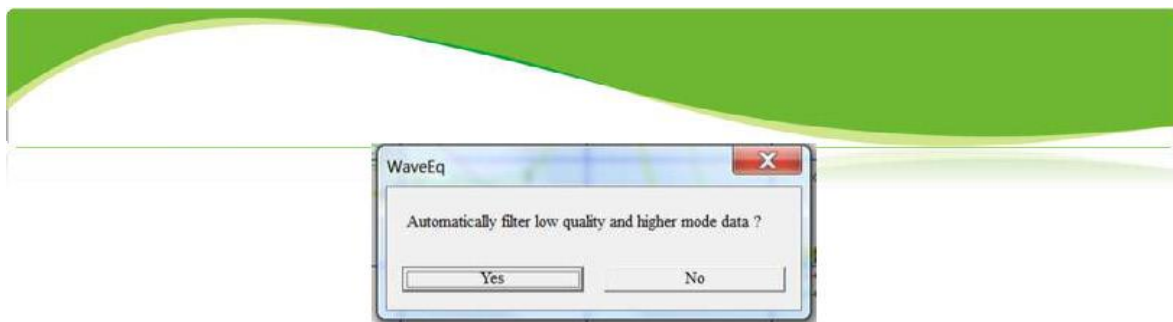 WaveEq
Automatically filter low quality and higher mode data ?
Yes
No